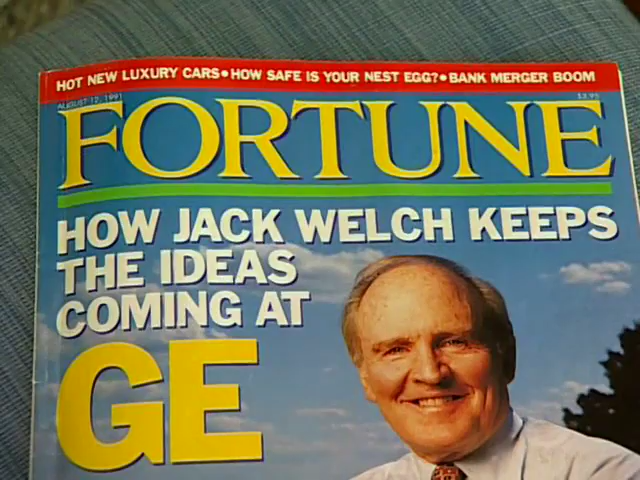 HOT NEW LUXURY CARS•HOW SAFE IS YOUR NEST EGG?•BANK MERGER BOOM
AUGUST 12, 1991 $3.95
FORTUNE
HOW JACK WELCH KEEPS
THE IDEAS
COMING AT
GE